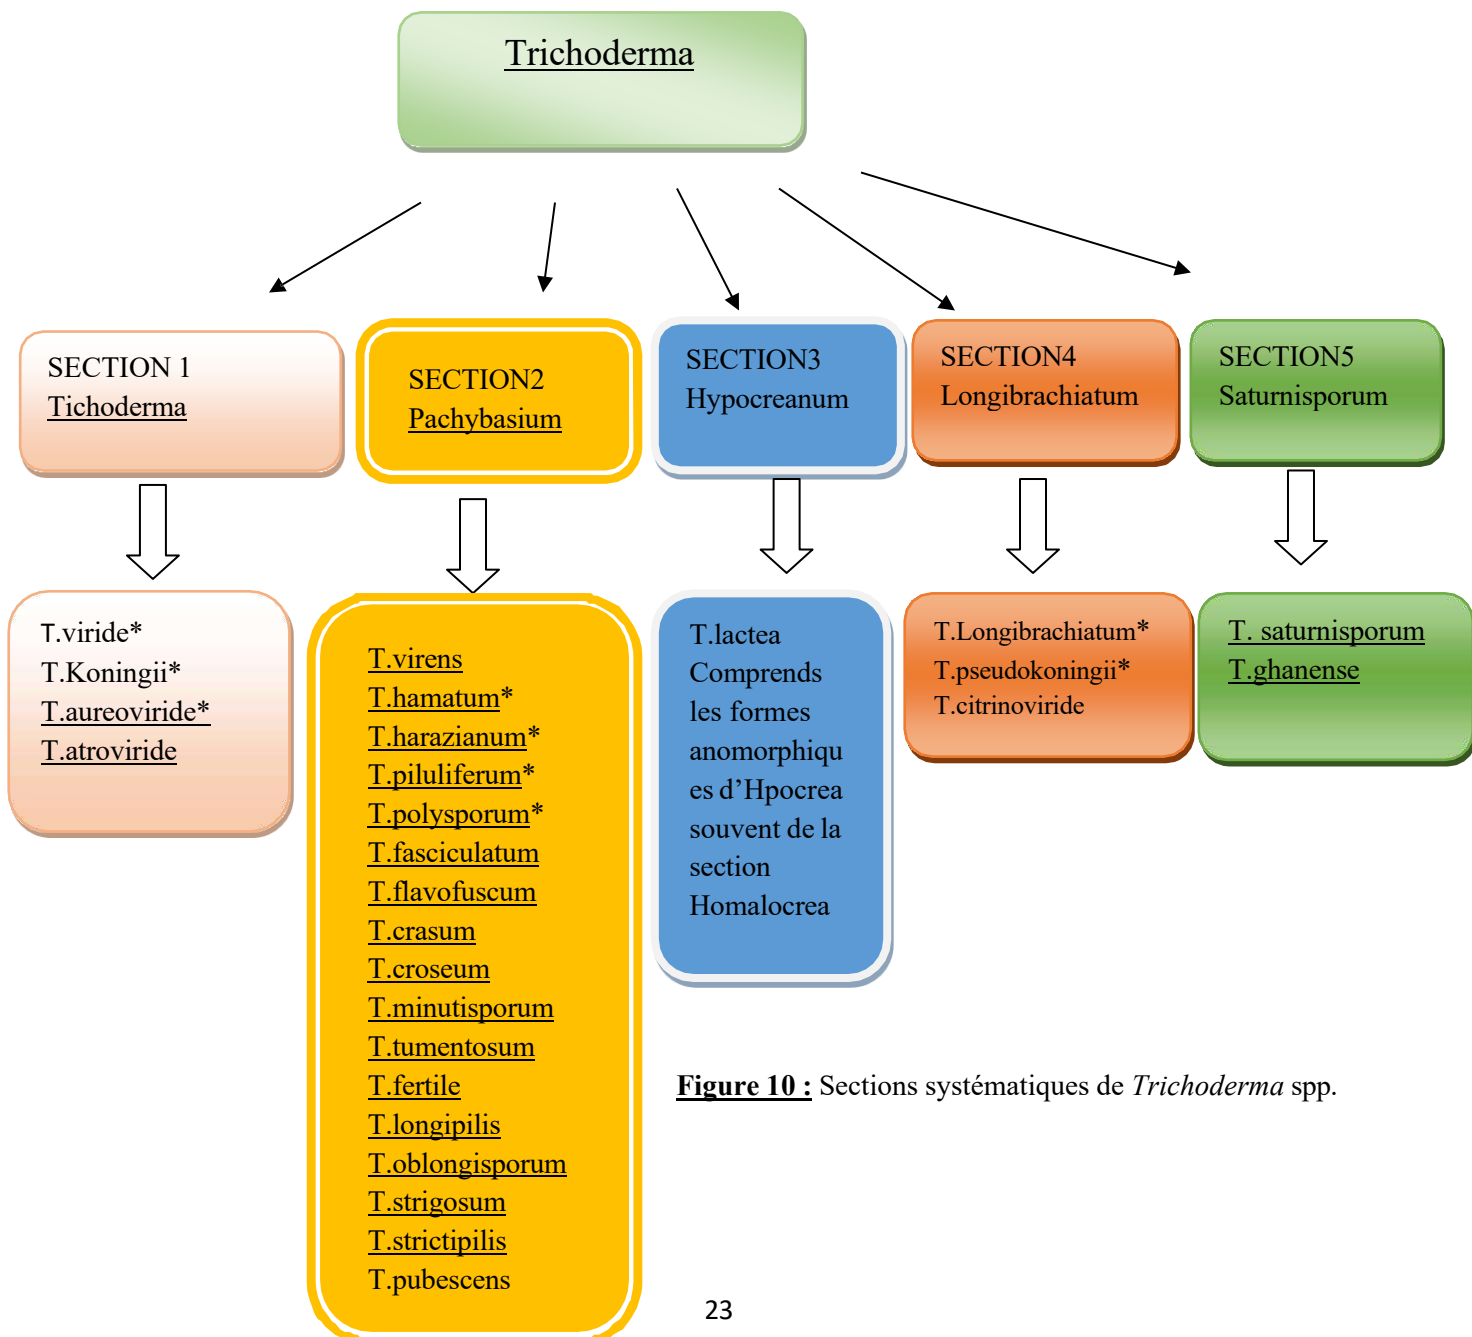 Trichoderma
SECTION 1
Tichoderma
SECTION2
Pachybasium
SECTION3
Hypocreanum
SECTION4
Longibrachiatum
SECTION5
Saturnisporum
T.viride*
T.Koningii*
T.aureoviride*
T.atroviride
T.virens
T.hamatum*
T.harazianum*
T.piluliferum*
T.polysporum*
T.fasciculatum
T.flavofuscum
T.crasum
T.croseum
T.minutisporum
T.tumentosum
T.fertile
T.longipilis
T.oblongisporum
T.strigosum
T.strictipilis
T.pubescens
T.lactea
Comprends
les formes
anomorphiqu
es d’Hpocrea
souvent de la
section
Homalocrea
T.Longibrachiatum*
T.pseudokoningii*
T.citrinoviride
T. saturnisporum
T.ghanense
Figure 10 : Sections systématiques de Trichoderma spp.
23